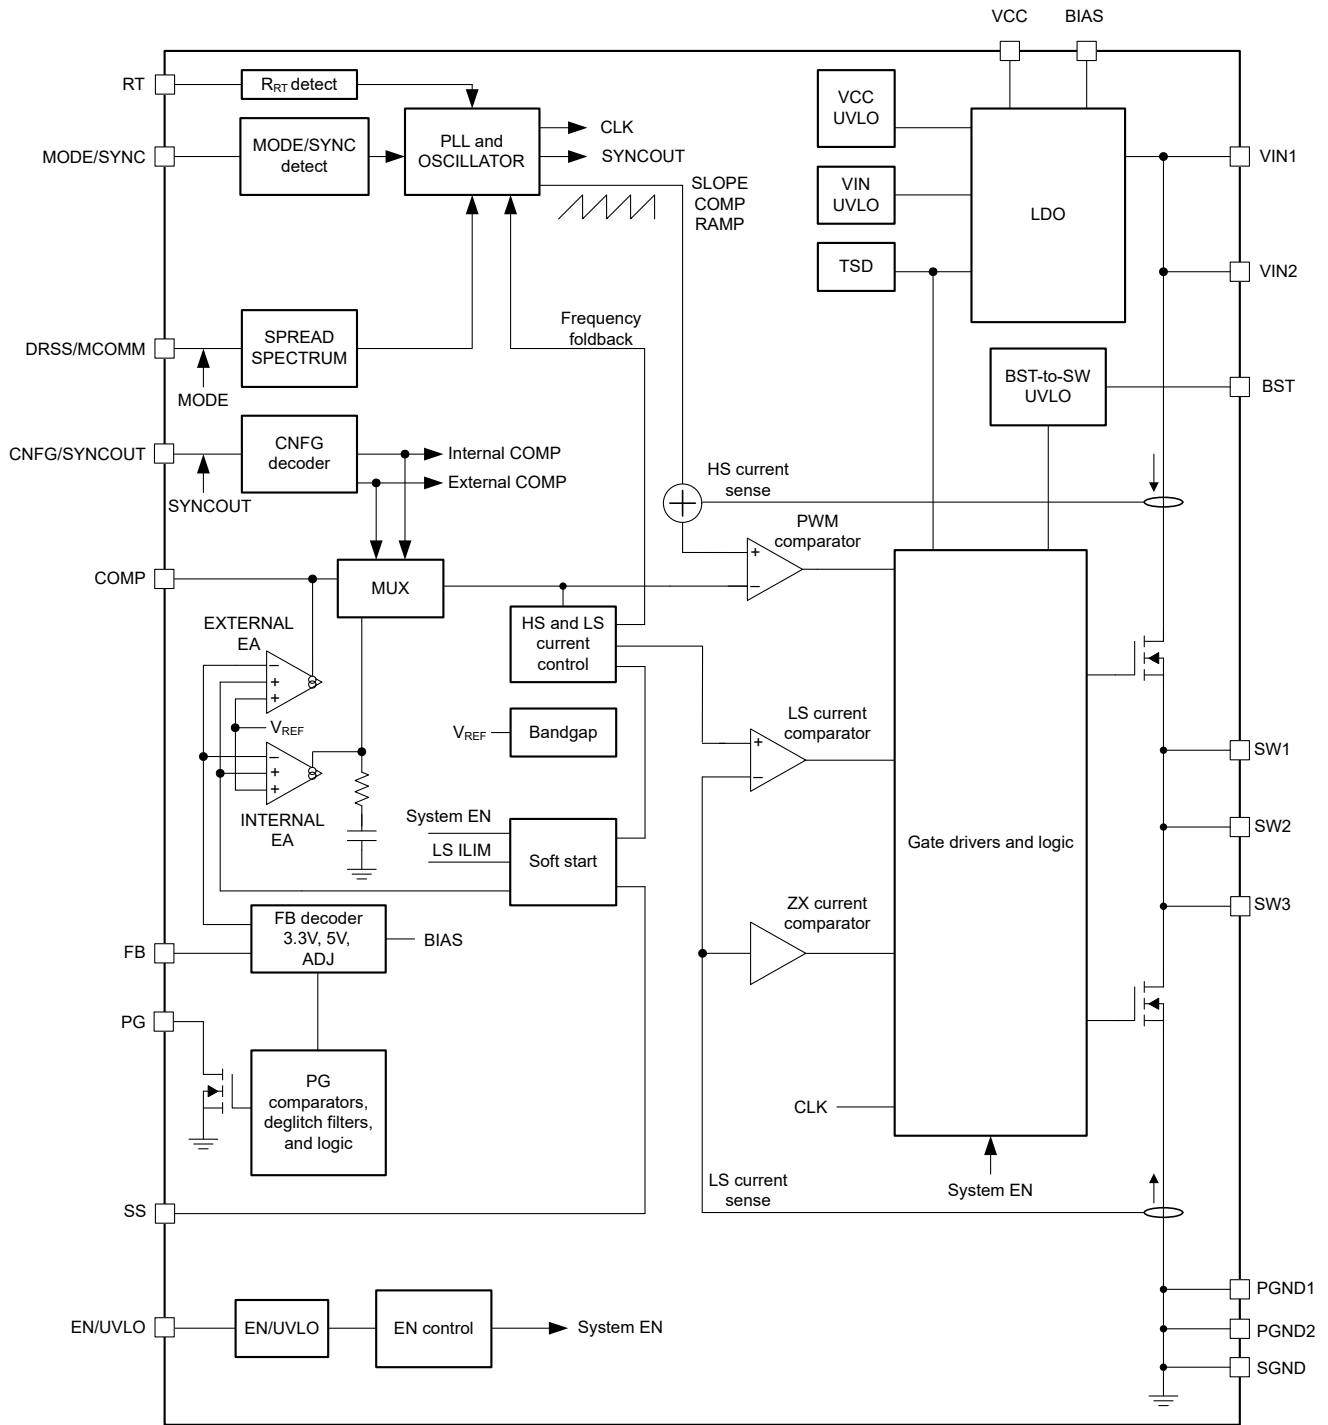 VCC
BIAS
RT
R_RT detect
VCC
UVLO
PLL and
OSCILLATOR
CLK
SYNCOUT
MODE/SYNC
MODE/SYNC
detect
VIN1
SLOPE
COMP
RAMP
VIN
UVLO
LDO
TSD
VIN2
DRSS/MCOMM
SPREAD
SPECTRUM
Frequency
foldback
MODE
BST-to-SW
UVLO
BST
CNFG/SYNCOUT
CNFG
decoder
Internal COMP
External COMP
SYNCOUT
HS current
sense
+
PWM
comparator
+
−
COMP
MUX
EXTERNAL
EA
−
+
+
HS and LS
current
control
V_REF
V_REF
Bandgap
LS current
comparator
+
−
SW1
−
+
+
INTERNAL
EA
System EN
LS ILIM
Soft start
SW2
Gate drivers and logic
ZX current
comparator
SW3
FB decoder
3.3V, 5V,
ADJ
BIAS
FB
PG
PG
comparators,
deglitch filters,
and logic
CLK
System EN
LS current
sense
SS
PGND1
EN/UVLO
EN/UVLO
EN control
System EN
PGND2
SGND